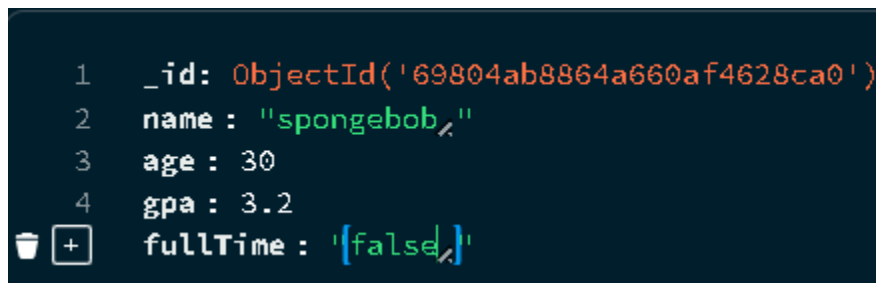 1 _id: ObjectId('69804ab8864a660af4628ca0')
2 name : "spongebob"
3 age : 30
4 gpa : 3.2
+ fullTime : "false"